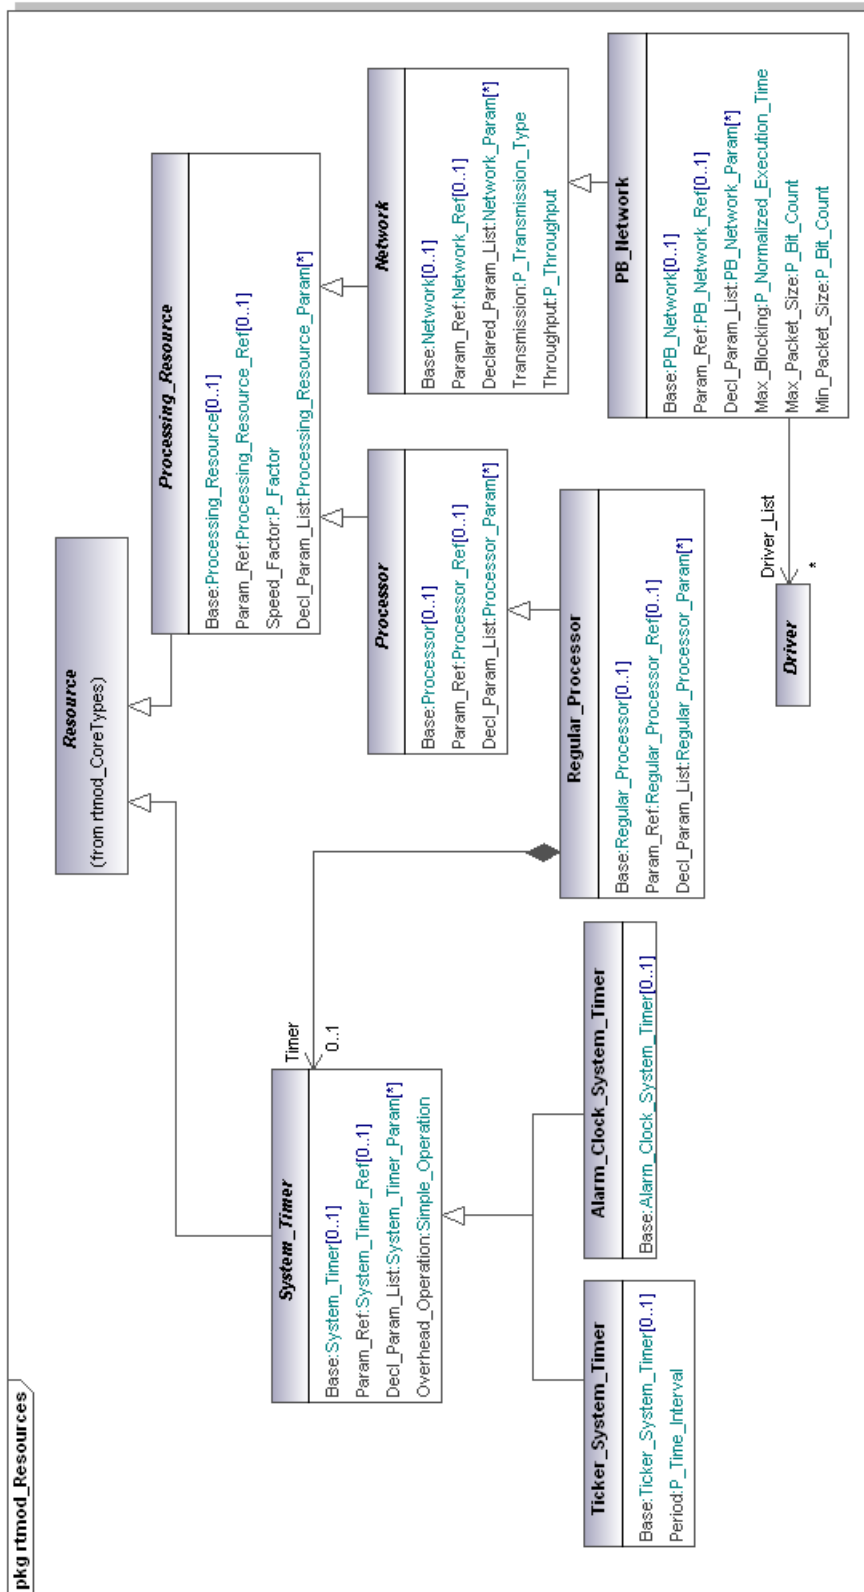 pkg rtmod_Resources
Resource
(from rtmod_CoreTypes)
Processing_Resource
Base:Processing_Resource[0..1]
Param_Ref:Processing_Resource_Ref[0..1]
Speed_Factor:P_Factor
Decl_Param_List:Processing_Resource_Param[*]
System_Timer
Base:System_Timer[0..1]
Param_Ref:System_Timer_Ref[0..1]
Decl_Param_List:System_Timer_Param[*]
Overhead_Operation:Simple_Operation
Timer
0..1
Processor
Base:Processor[0..1]
Param_Ref:Processor_Ref[0..1]
Decl_Param_List:Processor_Param[*]
Network
Base:Network[0..1]
Param_Ref:Network_Ref[0..1]
Declared_Param_List:Network_Param[*]
Transmission:P_Transmission_Type
Throughput:P_Throughput
Ticker_System_Timer
Base:Ticker_System_Timer[0..1]
Period:P_Time_Interval
Alarm_Clock_System_Timer
Base:Alarm_Clock_System_Timer[0..1]
Regular_Processor
Base:Regular_Processor[0..1]
Param_Ref:Regular_Processor_Ref[0..1]
Decl_Param_List:Regular_Processor_Param[*]
PB_Network
Base:PB_Network[0..1]
Param_Ref:PB_Network_Ref[0..1]
Decl_Param_List:PB_Network_Param[*]
Max_Blocking:P_Normalized_Execution_Time
Max_Packet_Size:P_Bit_Count
Min_Packet_Size:P_Bit_Count
Driver_List
*
Driver